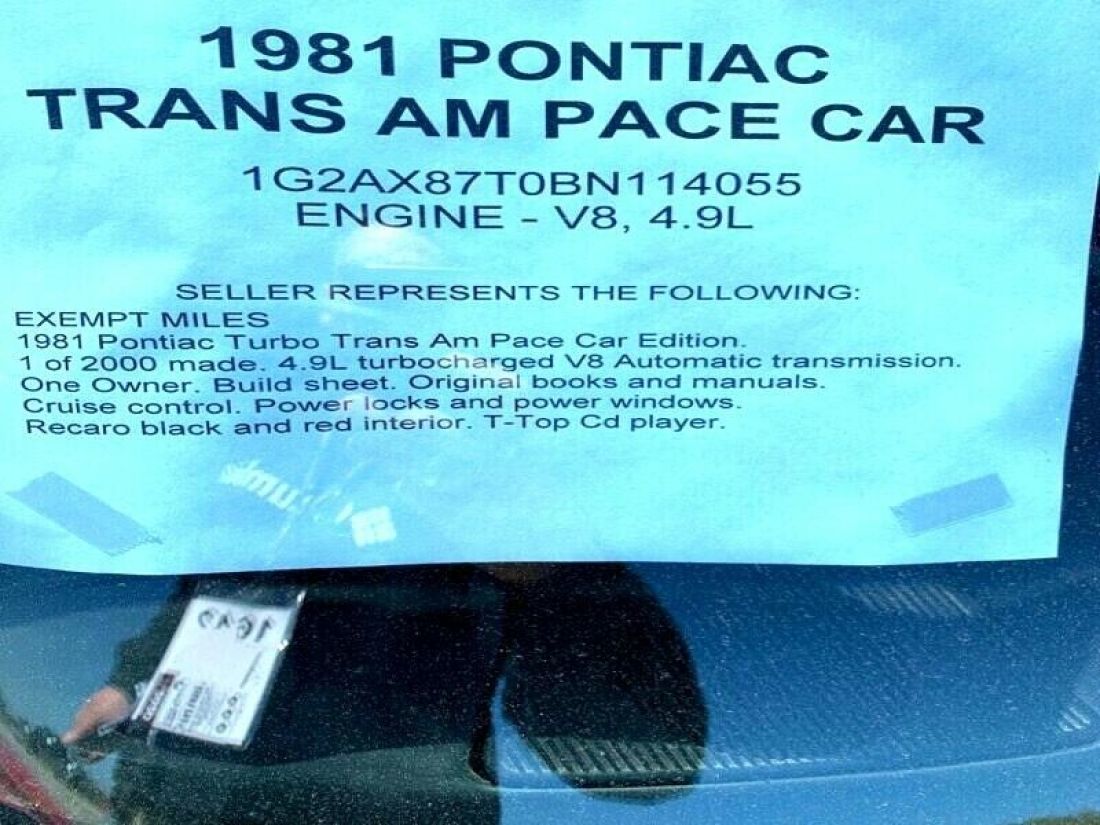 1981 PONTIAC
TRANS AM PACE CAR
1G2AX87T0BN114055
ENGINE - V8, 4.9L
SELLER REPRESENTS THE FOLLOWING:
EXEMPT MILES
1981 Pontiac Turbo Trans Am Pace Car Edition.
1 of 2000 made. 4.9L turbocharged V8 Automatic transmission.
One Owner. Build sheet. Original books and manuals.
Cruise control. Power locks and power windows.
Recaro black and red interior. T-Top Cd player.